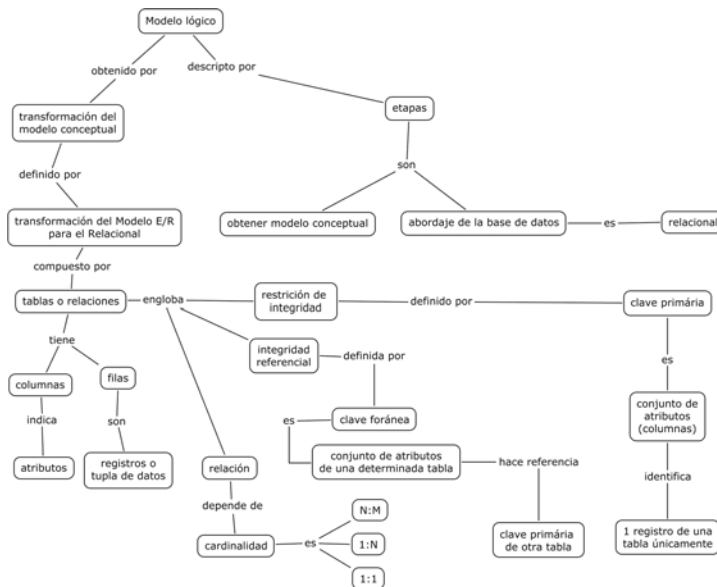 Modelo lógico
obtenido por
descripto por
transformación del
modelo conceptual
etapas
definido por
son
transformación del Modelo E/R
para el Relacional
obtener modelo conceptual
abordaje de la base de datos
es
relacional
compuesto por
tablas o relaciones
engloba
restrición de
integridad
definido por
clave primária
tiene
integridad
referencial
definida por
es
columnas
filas
indica
son
es
clave foránea
conjunto de
atributos
(columnas)
atributos
registros o
tupla de datos
relación
conjunto de atributos
de una determinada tabla
hace referencia
identifica
depende de
N:M
cardinalidad
es
1:N
1:1
clave primária
de otra tabla
1 registro de una
tabla únicamente